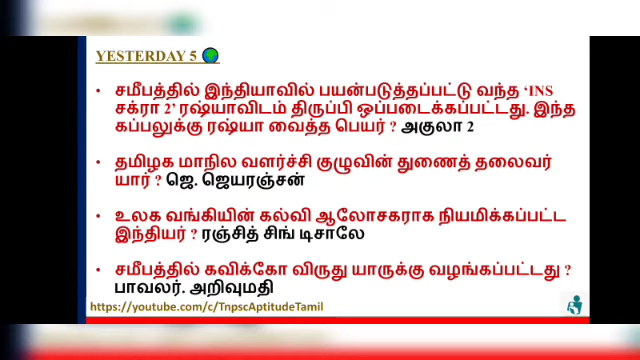 YESTERDAY 5
• சமீபத்தில் இந்தியாவில் பயன்படுத்தப்பட்டு வந்த ‘INS
சக்ரா 2’ ரஷ்யாவிடம் திருப்பி ஒப்படைக்கப்பட்டது. இந்த
கப்பலுக்கு ரஷ்யா வைத்த பெயர் ? அகுலா 2
• தமிழக மாநில வளர்ச்சி குழுவின் துணைத் தலைவர்
யார் ? ஜெ. ஜெயரஞ்சன்
• உலக வங்கியின் கல்வி ஆலோசகராக நியமிக்கப்பட்ட
இந்தியர் ? ரஞ்சித் சிங் டிசாலே
• சமீபத்தில் கவிக்கோ விருது யாருக்கு வழங்கப்பட்டது ?
பாவலர். அறிவுமதி
https://youtube.com/c/TnpscAptitudeTamil